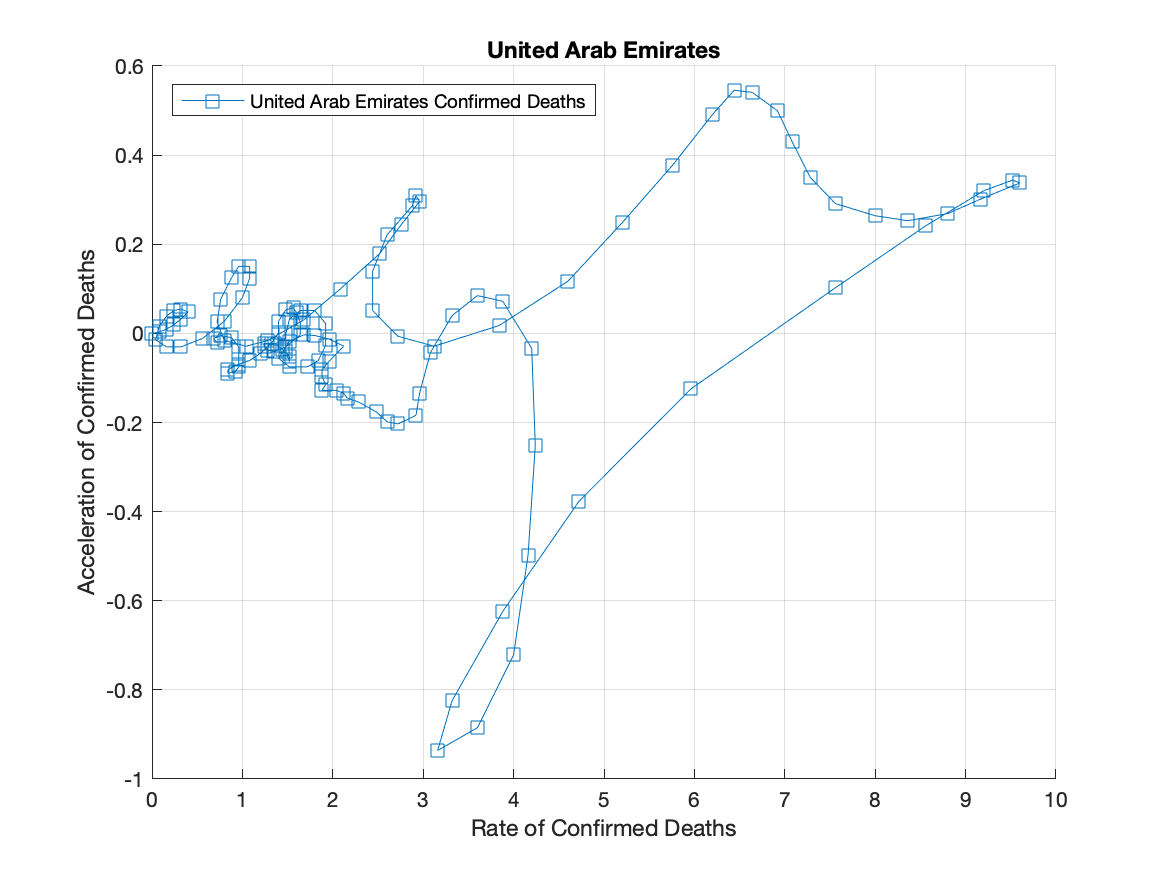 United Arab Emirates
United Arab Emirates Confirmed Deaths
Acceleration of Confirmed Deaths
0.6
0.4
0.2
0
-0.2
-0.4
-0.6
-0.8
-1
0 1 2 3 4 5 6 7 8 9 10
Rate of Confirmed Deaths